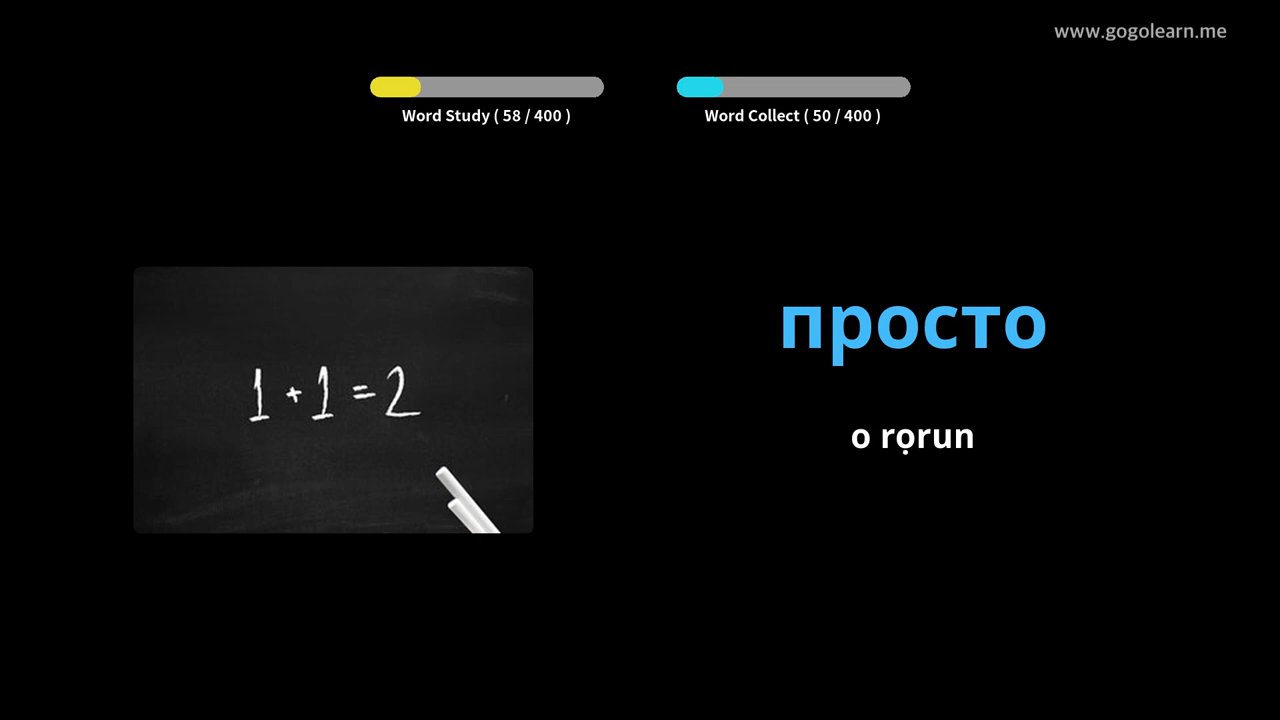 www.gogolearn.me
Word Study ( 58 / 400 )
Word Collect ( 50 / 400 )
1 + 1 = 2
просто
o rọrun